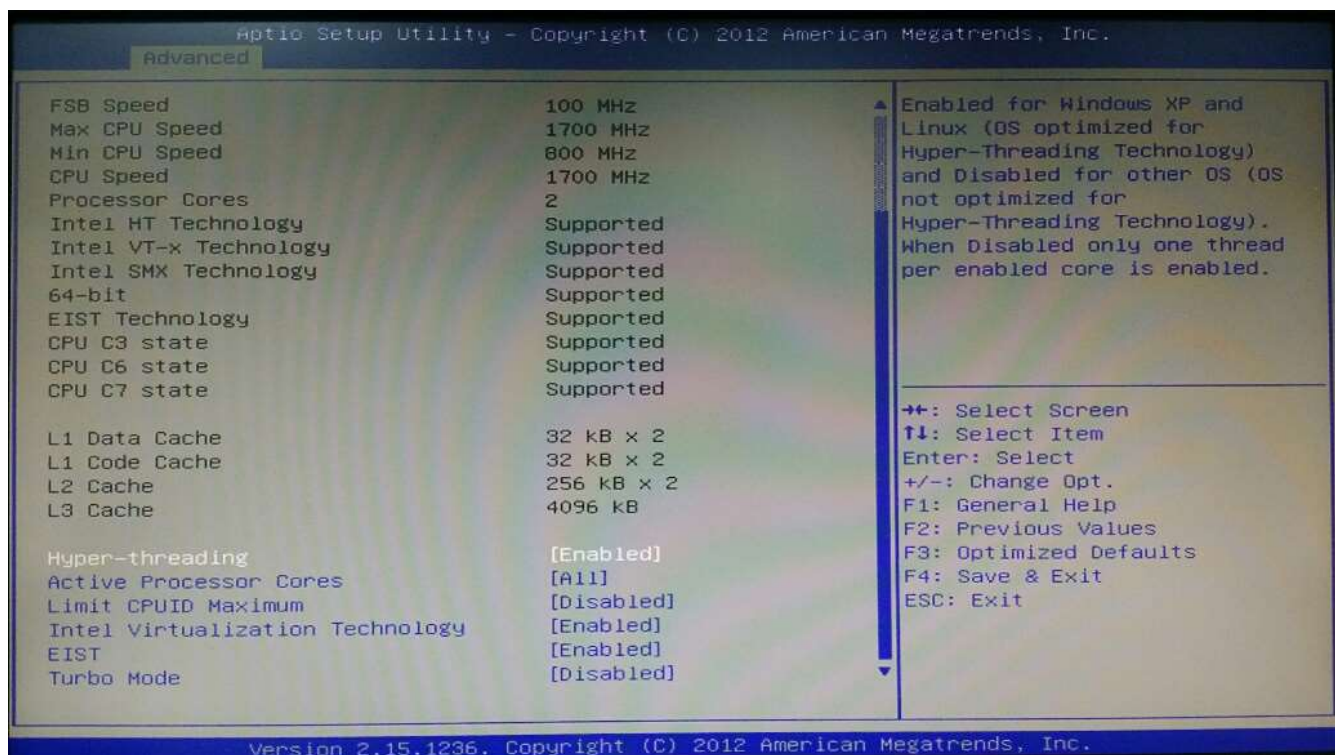 Aptio Setup Utility - Copyright (C) 2012 American Megatrends, Inc.
Advanced
FSB Speed 100 MHz
Max CPU Speed 1700 MHz
Min CPU Speed 800 MHz
CPU Speed 1700 MHz
Processor Cores 2
Intel HT Technology Supported
Intel VT-x Technology Supported
Intel SMX Technology Supported
64-bit Supported
EIST Technology Supported
CPU C3 state Supported
CPU C6 state Supported
CPU C7 state Supported
L1 Data Cache 32 kB x 2
L1 Code Cache 32 kB x 2
L2 Cache 256 kB x 2
L3 Cache 4096 kB
Hyper-threading [Enabled]
Active Processor Cores [All]
Limit CPUID Maximum [Disabled]
Intel Virtualization Technology [Enabled]
EIST [Enabled]
Turbo Mode [Disabled]
Enabled for Windows XP and
Linux (OS optimized for
Hyper-Threading Technology)
and Disabled for other OS (OS
not optimized for
Hyper-Threading Technology).
When Disabled only one thread
per enabled core is enabled.
→←: Select Screen
↑↓: Select Item
Enter: Select
+/-: Change Opt.
F1: General Help
F2: Previous Values
F3: Optimized Defaults
F4: Save & Exit
ESC: Exit
Version 2.15.1236. Copyright (C) 2012 American Megatrends, Inc.